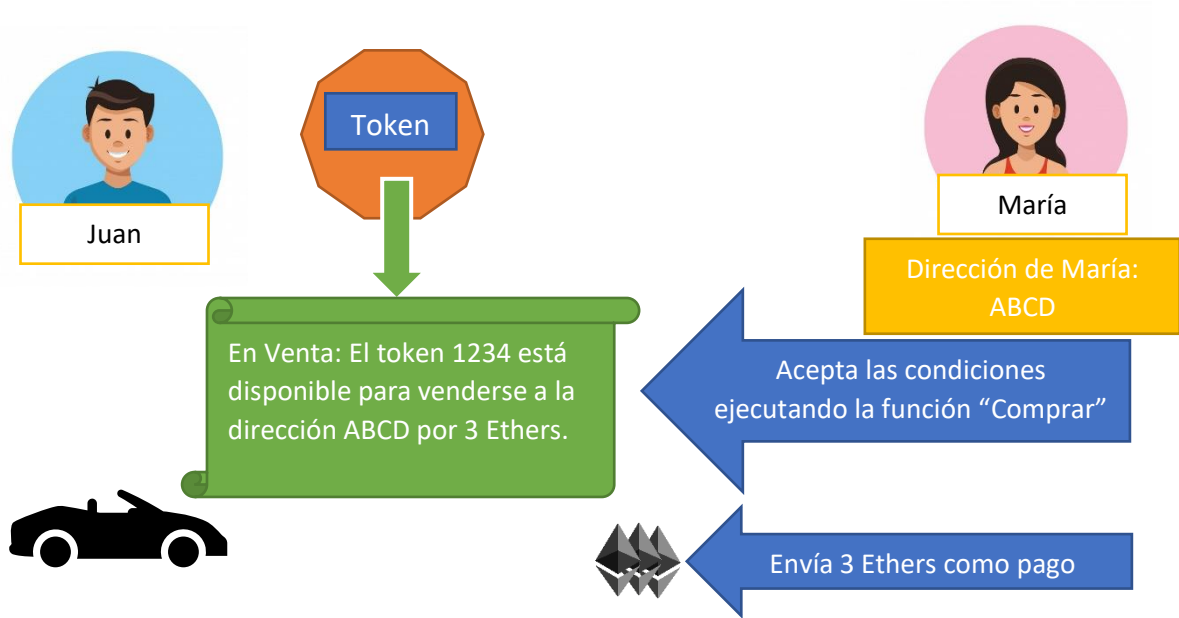 Token
Juan
María
Dirección de María:
ABCD
En Venta: El token 1234 está
disponible para venderse a la
dirección ABCD por 3 Ethers.
Acepta las condiciones
ejecutando la función “Comprar”
Envía 3 Ethers como pago